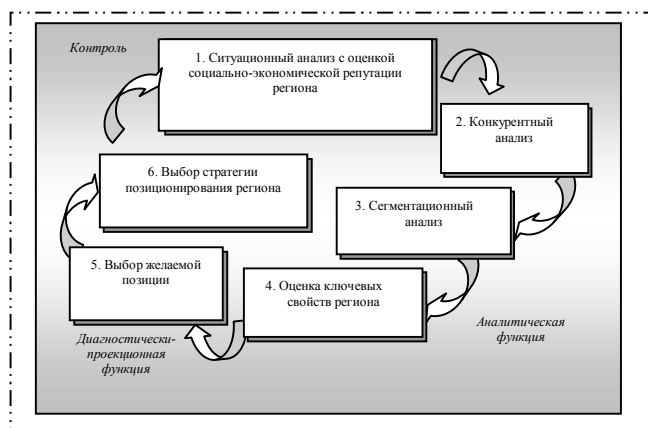 Контроль
1. Ситуационный анализ с оценкой
социально-экономической репутации
региона
2. Конкурентный
анализ
3. Сегментационный
анализ
4. Оценка ключевых
свойств региона
5. Выбор желаемой
позиции
6. Выбор стратегии
позиционирования региона
Диагностически-
проекционная
функция
Аналитическая
функция